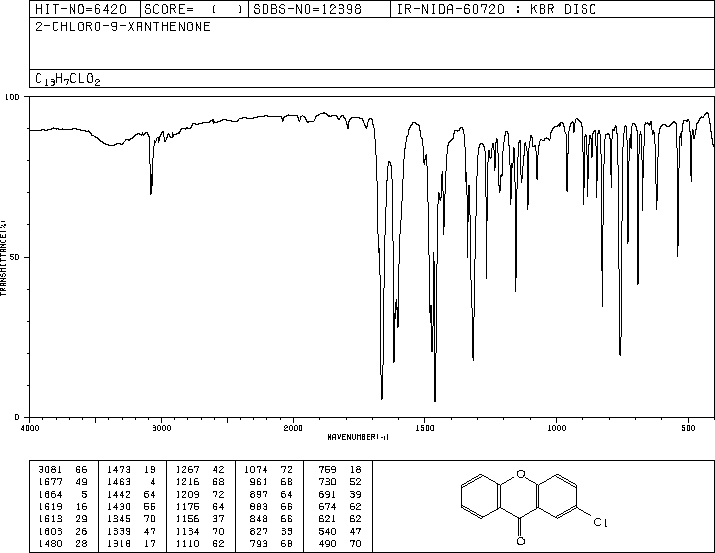 HIT-NO=6420 SCORE= ( ) SDBS-NO=12398 IR-NIDA-60720 : KBR DISC
2-CHLORO-9-XANTHENONE
C13H7CLO2
100
50
0
TRANSMITTANCE(%)
4000 3000 2000 1500 1000 500
WAVENUMBER(-1)
3081 66 1473 19 1267 42 1074 72 759 18
1677 49 1463 4 1216 68 961 68 730 52
1664 5 1442 64 1209 72 897 64 691 39
1619 16 1430 55 1175 64 883 66 674 62
1613 29 1345 70 1156 37 848 66 621 62
1603 26 1339 47 1134 70 827 33 540 47
1480 28 1318 17 1110 62 793 68 490 70
O
Cl
O